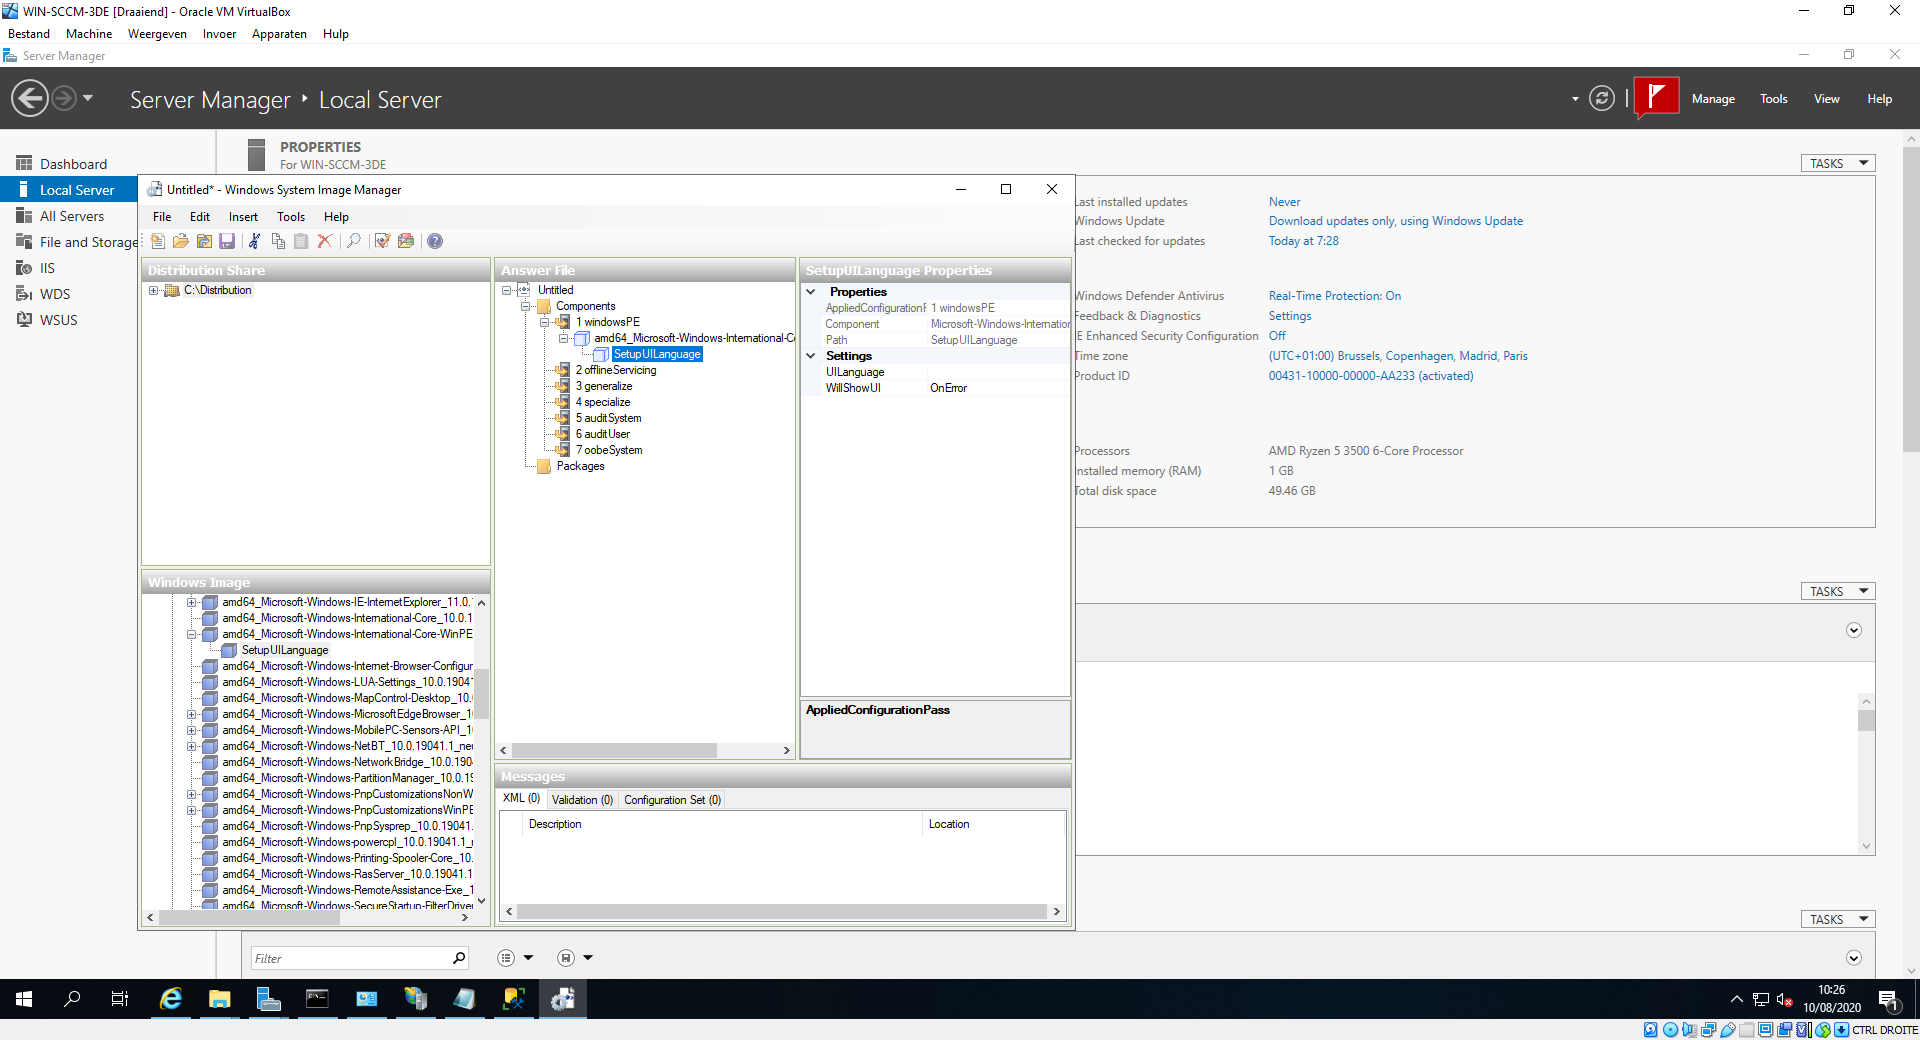 WIN-SCCM-3DE [Draaiend] - Oracle VM VirtualBox
Bestand Machine Weergeven Invoer Apparaten Hulp
Server Manager
Server Manager ‣ Local Server
Manage Tools View Help
Dashboard
Local Server
All Servers
File and Storage
IIS
WDS
WSUS
PROPERTIES
For WIN-SCCM-3DE
TASKS
Untitled* - Windows System Image Manager
File Edit Insert Tools Help
Distribution Share
C:\Distribution
Windows Image
amd64_Microsoft-Windows-IE-InternetExplorer_11.0.
amd64_Microsoft-Windows-International-Core_10.0.1
amd64_Microsoft-Windows-International-Core-WinPE
SetupUILanguage
amd64_Microsoft-Windows-Internet-Browser-Configur
amd64_Microsoft-Windows-LUA-Settings_10.0.19041
amd64_Microsoft-Windows-MapControl-Desktop_10.
amd64_Microsoft-Windows-MicrosoftEdgeBrowser_1
amd64_Microsoft-Windows-MobilePC-Sensors-API_1
amd64_Microsoft-Windows-NetBT_10.0.19041.1_neu
amd64_Microsoft-Windows-NetworkBridge_10.0.190
amd64_Microsoft-Windows-PartitionManager_10.0.1
amd64_Microsoft-Windows-PnpCustomizationsNonW
amd64_Microsoft-Windows-PnpCustomizationsWinPE
amd64_Microsoft-Windows-PnpSysprep_10.0.19041.
amd64_Microsoft-Windows-powercpl_10.0.19041.1_
amd64_Microsoft-Windows-Printing-Spooler-Core_10.
amd64_Microsoft-Windows-RasServer_10.0.19041.1
amd64_Microsoft-Windows-RemoteAssistance-Exe_1
amd64_Microsoft-Windows-SecureStartup-FilterDriver
Answer File
Untitled
Components
1 windowsPE
amd64_Microsoft-Windows-International-Co
SetupUILanguage
2 offlineServicing
3 generalize
4 specialize
5 auditSystem
6 auditUser
7 oobeSystem
Packages
SetupUILanguage Properties
Properties
AppliedConfigurationP 1 windowsPE
Component Microsoft-Windows-Internation
Path SetupUILanguage
Settings
UILanguage
WillShowUI OnError
AppliedConfigurationPass
Messages
XML (0) Validation (0) Configuration Set (0)
Description Location
Last installed updates Never
Windows Update Download updates only, using Windows Update
Last checked for updates Today at 7:28
Windows Defender Antivirus Real-Time Protection: On
Feedback & Diagnostics Settings
IE Enhanced Security Configuration Off
Time zone (UTC+01:00) Brussels, Copenhagen, Madrid, Paris
Product ID 00431-10000-00000-AA233 (activated)
Processors AMD Ryzen 5 3500 6-Core Processor
Installed memory (RAM) 1 GB
Total disk space 49.46 GB
TASKS
TASKS
Filter
10:26
10/08/2020
1
CTRL DROITE